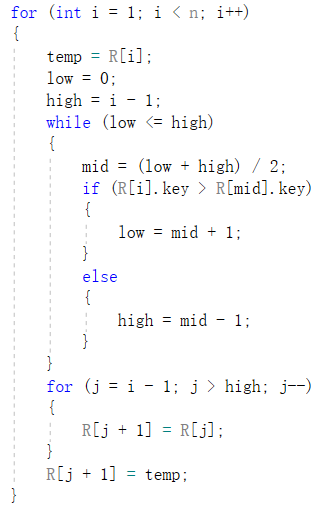 for (int i = 1; i < n; i++)
{
    temp = R[i];
    low = 0;
    high = i - 1;
    while (low <= high)
    {
        mid = (low + high) / 2;
        if (R[i].key > R[mid].key)
        {
            low = mid + 1;
        }
        else
        {
            high = mid - 1;
        }
    }
    for (j = i - 1; j > high; j--)
    {
        R[j + 1] = R[j];
    }
    R[j + 1] = temp;
}